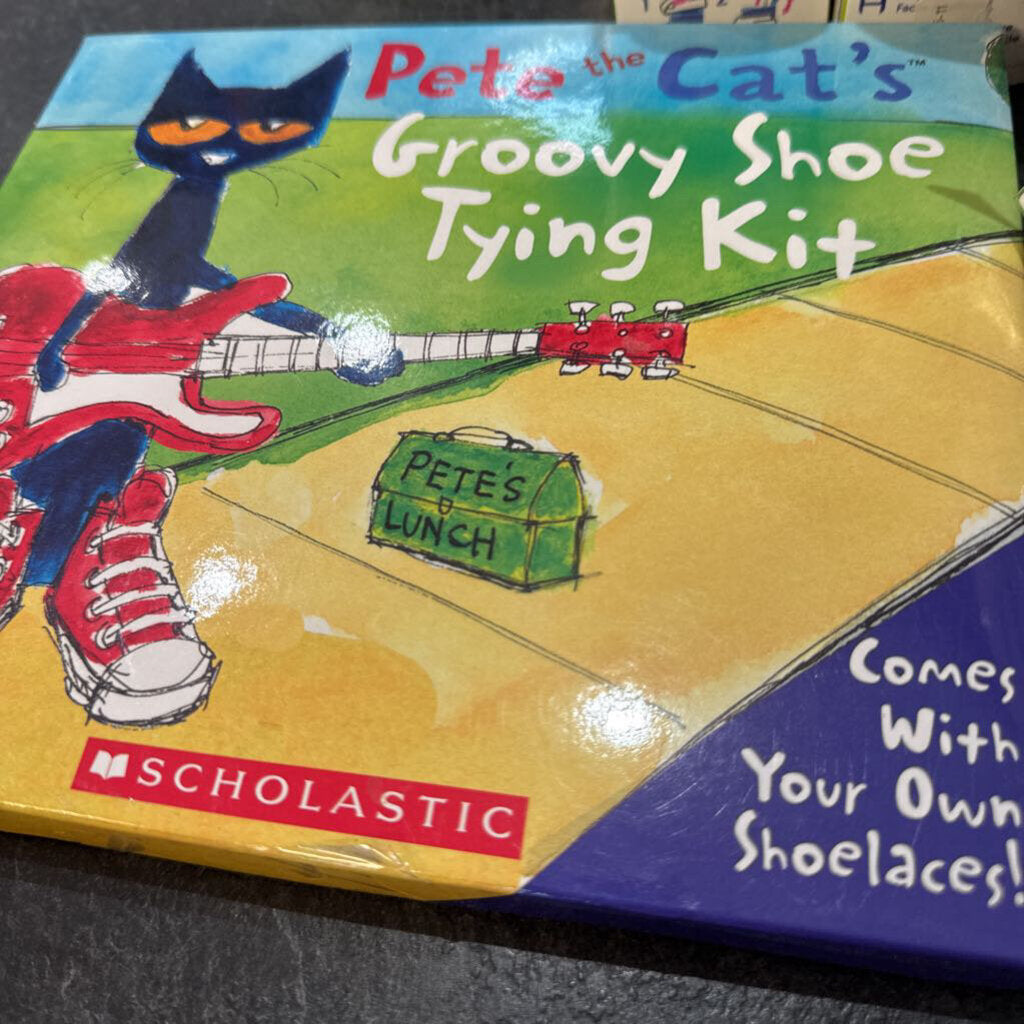 Pete the Cat's™
Groovy Shoe
Tying Kit
PETE'S
LUNCH
Comes
With
Your Own
Shoelaces!
SCHOLASTIC